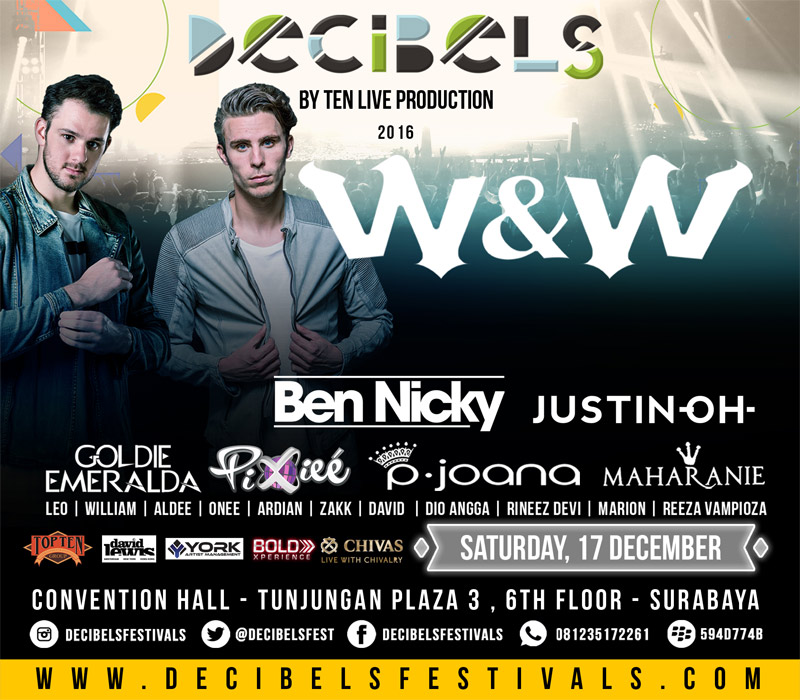 DECIBELS
BY TEN LIVE PRODUCTION
2016
W&W
Ben Nicky JUSTIN-OH-
GOLDIE EMERALDA PiXieé p·joana MAHARANIE
LEO | WILLIAM | ALDEE | ONEE | ARDIAN | ZAKK | DAVID | DIO ANGGA | RINEEZ DEVI | MARION | REEZA VAMPIOZA
TOP TEN GROUP david lewis YORK ARTIST MANAGEMENT BOLD XPERIENCE CHIVAS LIVE WITH CHIVALRY SATURDAY, 17 DECEMBER
CONVENTION HALL - TUNJUNGAN PLAZA 3 , 6TH FLOOR - SURABAYA
DECIBELSFESTIVALS @DECIBELSFEST DECIBELSFESTIVALS 081235172261 594D774B
WWW.DECIBELSFESTIVALS.COM